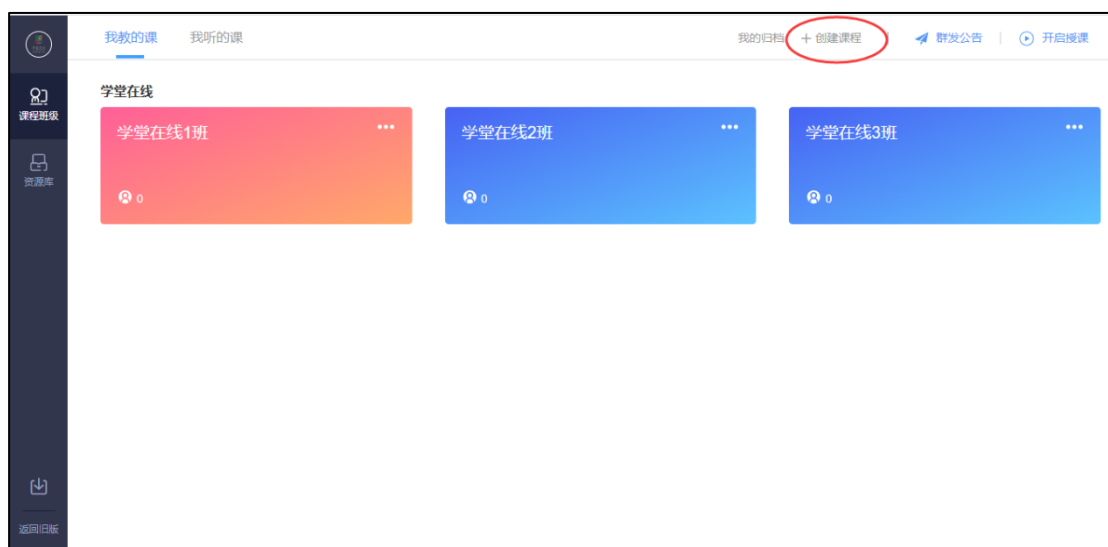 我教的课 我听的课 我的归档 + 创建课程 | 群发公告 | 开启授课
课程班级
资源库
返回旧版
学堂在线
学堂在线1班 ...
0
学堂在线2班 ...
0
学堂在线3班 ...
0